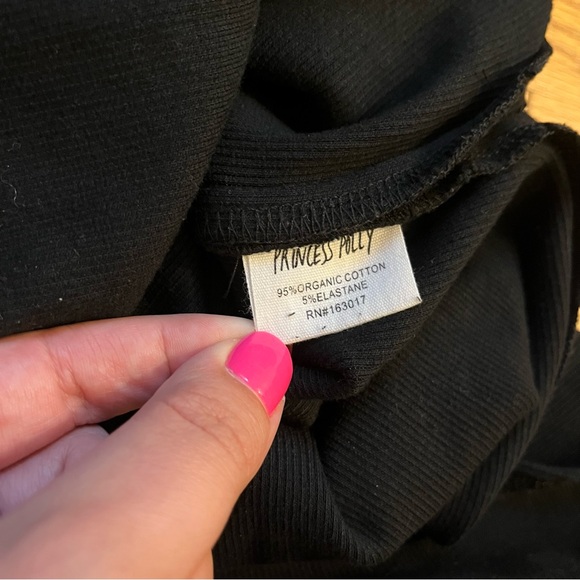 PRINCESS POLLY
95%ORGANIC COTTON
5%ELASTANE
RN#163017